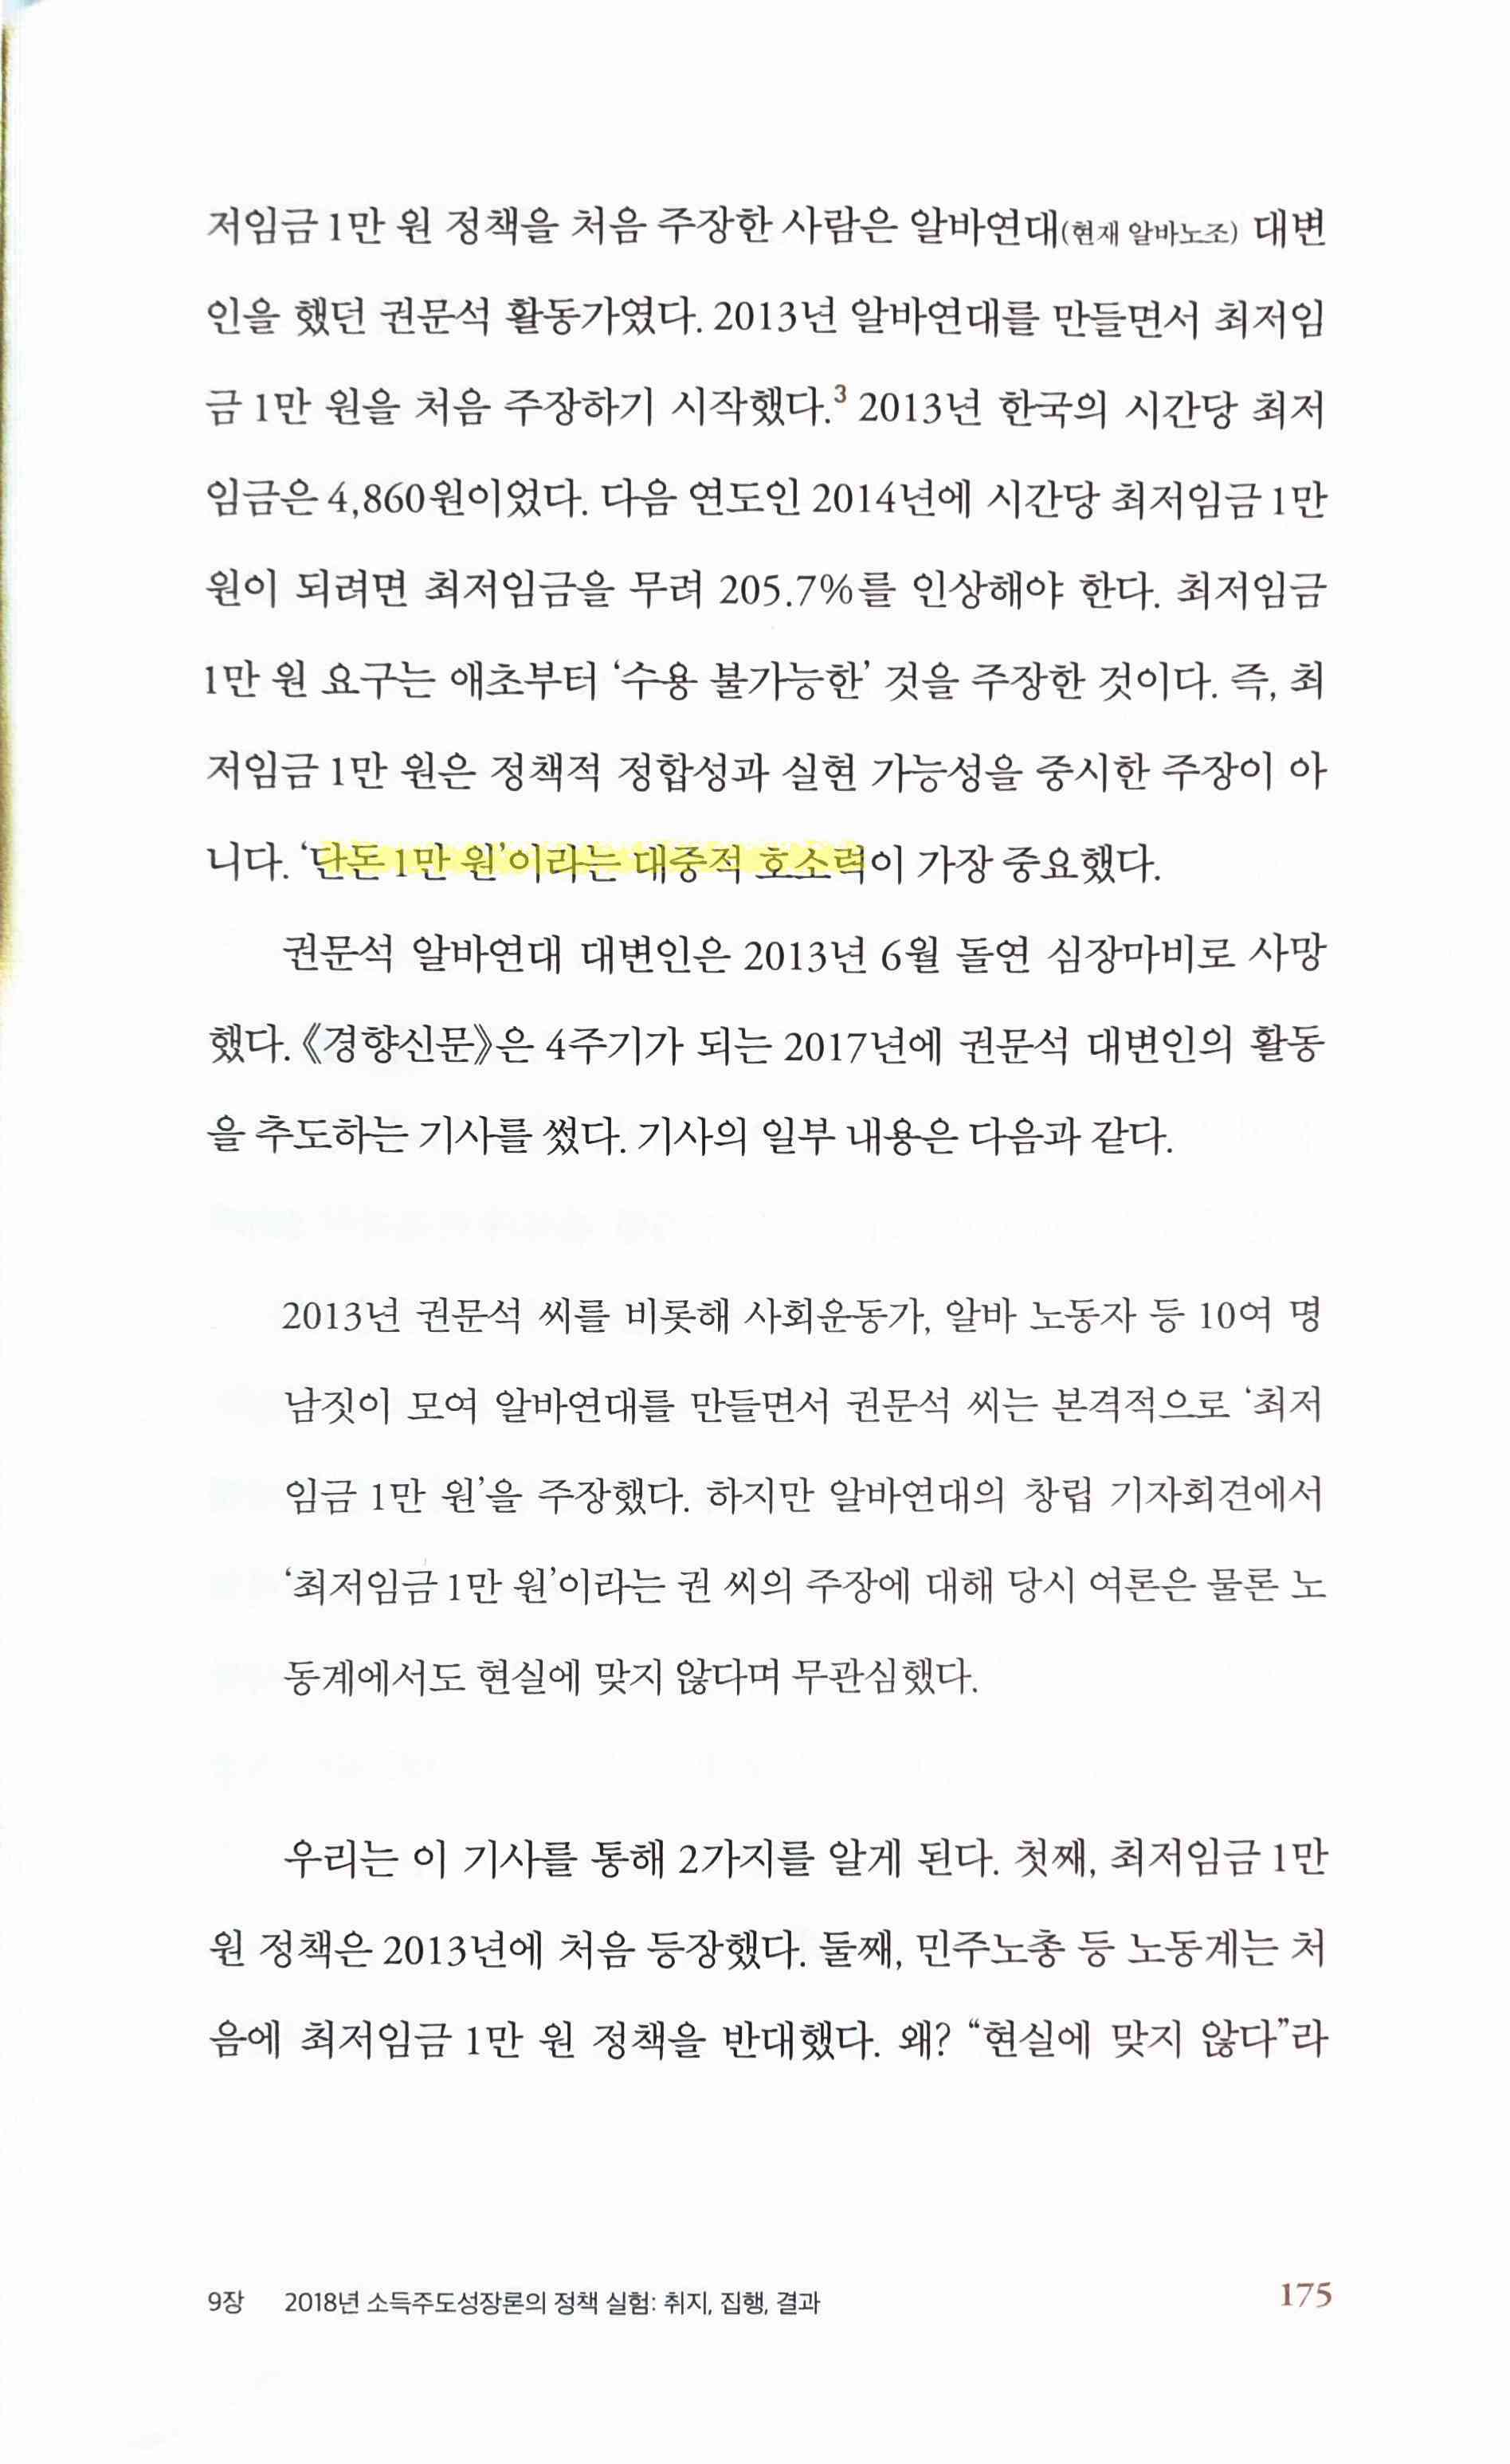 저임금 1만 원 정책을 처음 주장한 사람은 알바연대(현재 알바노조) 대변
인을 했던 권문석 활동가였다. 2013년 알바연대를 만들면서 최저임
금 1만 원을 처음 주장하기 시작했다.3 2013년 한국의 시간당 최저
임금은 4,860원이었다. 다음 연도인 2014년에 시간당 최저임금 1만
원이 되려면 최저임금을 무려 205.7%를 인상해야 한다. 최저임금
1만 원 요구는 애초부터 ‘수용 불가능한’ 것을 주장한 것이다. 즉, 최
저임금 1만 원은 정책적 정합성과 실현 가능성을 중시한 주장이 아
니다. ‘단돈 1만 원’이라는 대중적 호소력이 가장 중요했다.
권문석 알바연대 대변인은 2013년 6월 돌연 심장마비로 사망
했다. 《경향신문》은 4주기가 되는 2017년에 권문석 대변인의 활동
을 추도하는 기사를 썼다. 기사의 일부 내용은 다음과 같다.
2013년 권문석 씨를 비롯해 사회운동가, 알바 노동자 등 10여 명
남짓이 모여 알바연대를 만들면서 권문석 씨는 본격적으로 ‘최저
임금 1만 원’을 주장했다. 하지만 알바연대의 창립 기자회견에서
‘최저임금 1만 원’이라는 권 씨의 주장에 대해 당시 여론은 물론 노
동계에서도 현실에 맞지 않다며 무관심했다.
우리는 이 기사를 통해 2가지를 알게 된다. 첫째, 최저임금 1만
원 정책은 2013년에 처음 등장했다. 둘째, 민주노총 등 노동계는 처
음에 최저임금 1만 원 정책을 반대했다. 왜? “현실에 맞지 않다”라
9장 2018년 소득주도성장론의 정책 실험: 취지, 집행, 결과 175